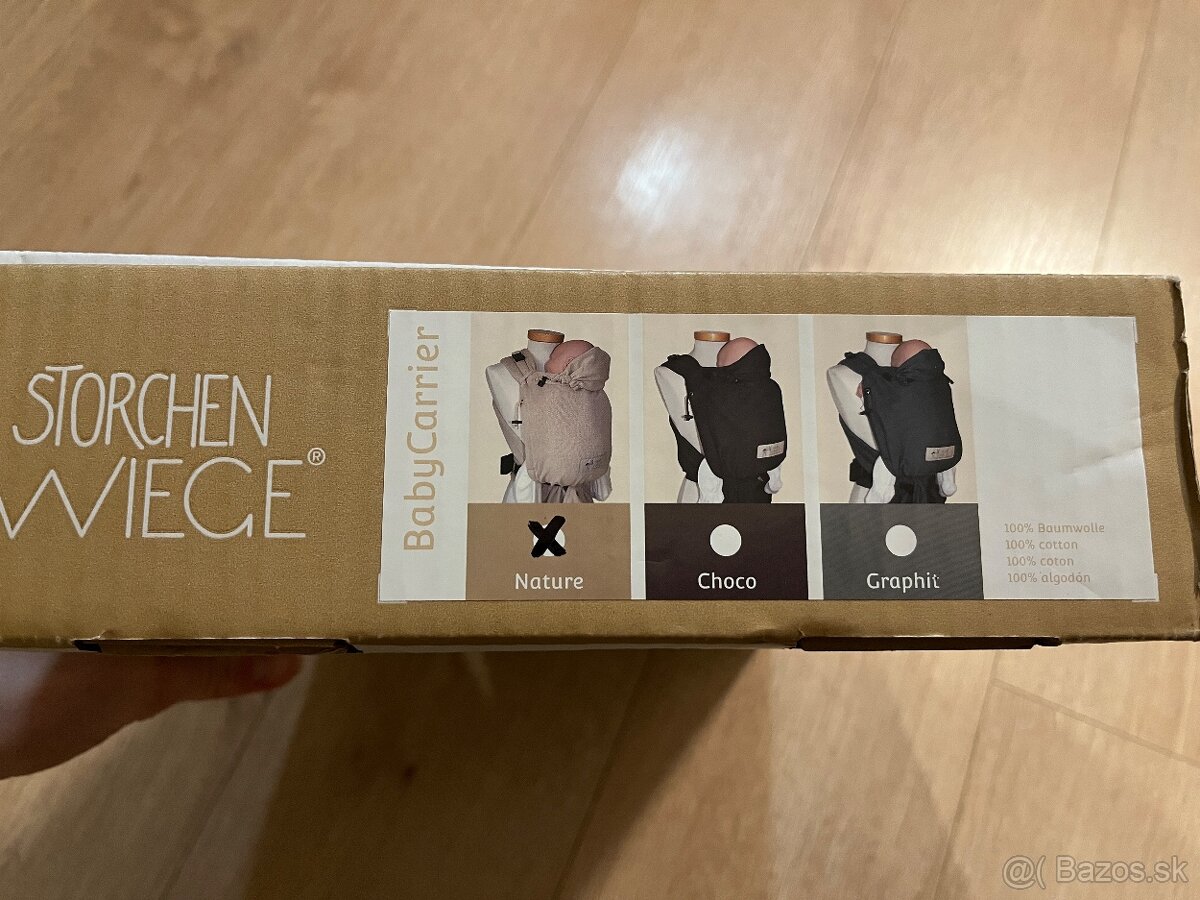 STORCHEN
WIEGE®
BabyCarrier
Nature
Choco
Graphit
100% Baumwolle
100% cotton
100% coton
100% algodón
@( Bazos.sk